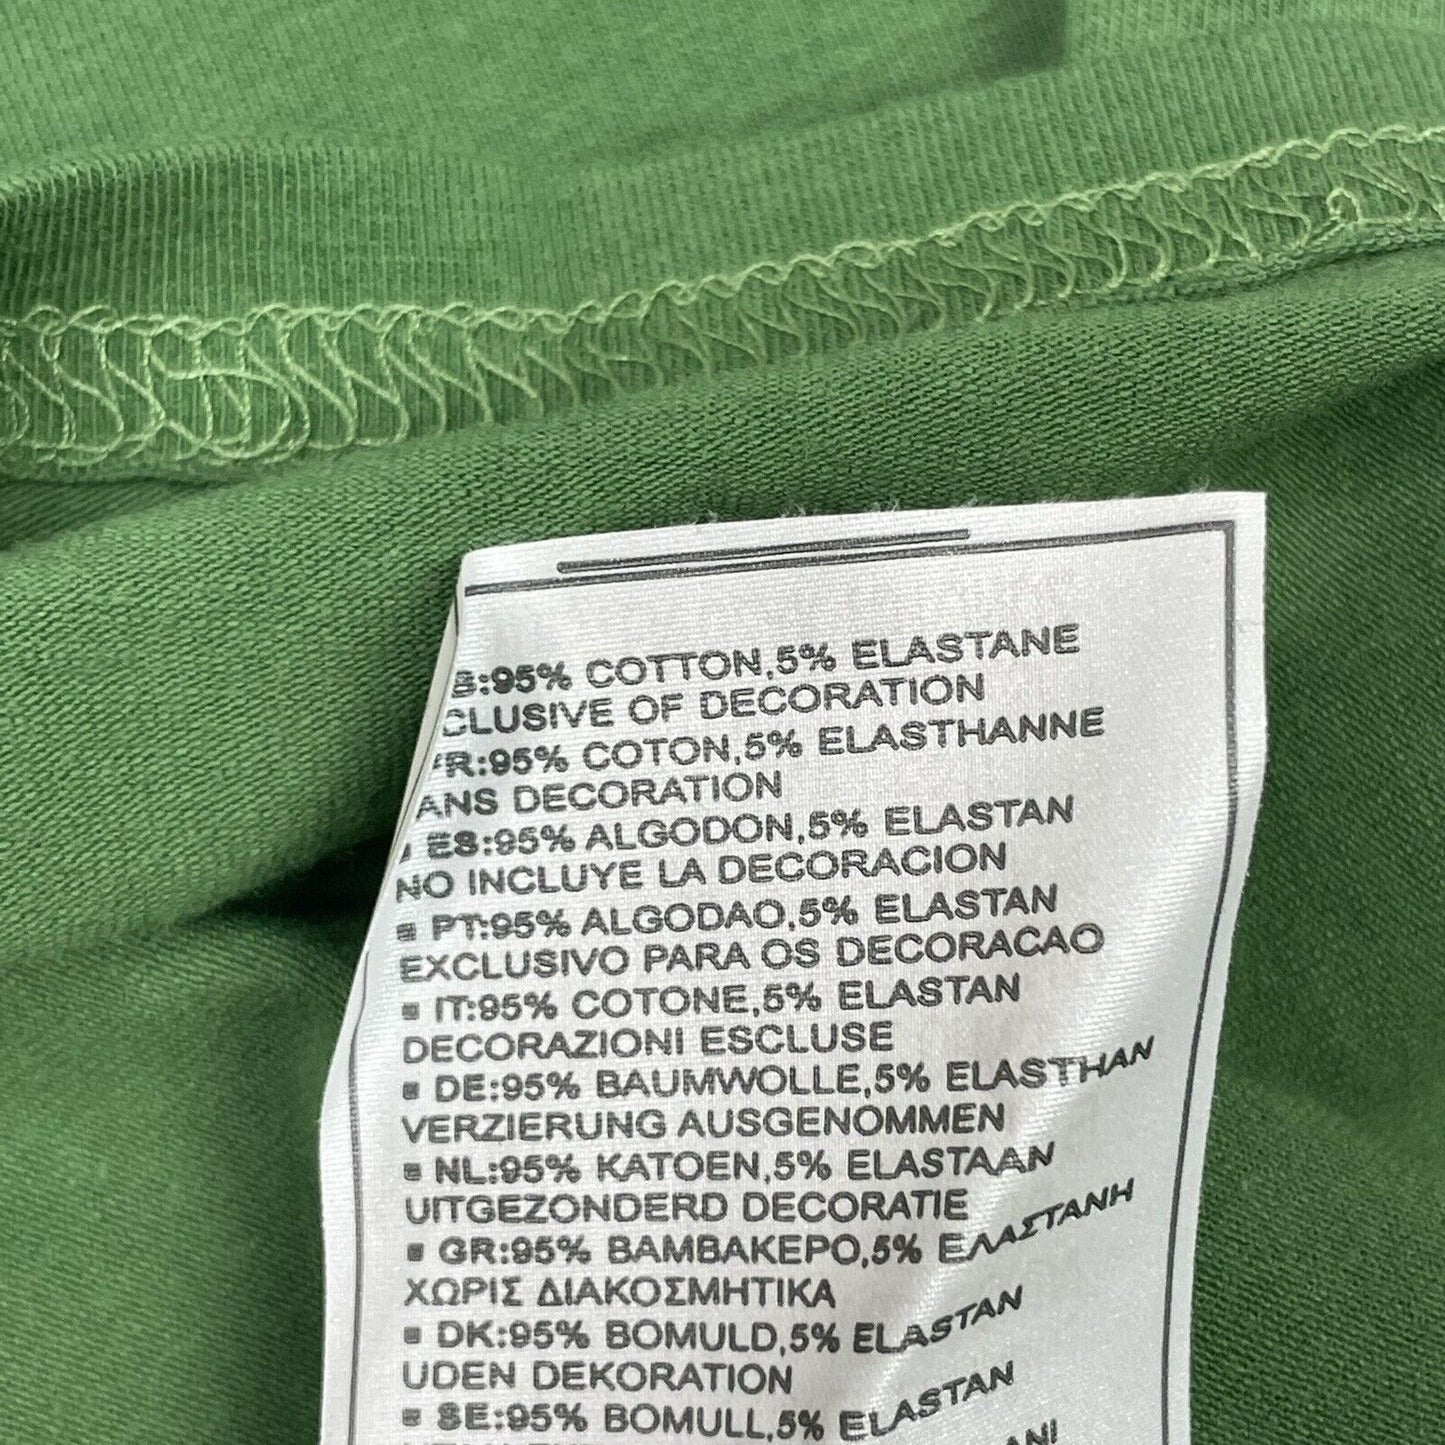 B:95% COTTON,5% ELASTANE
CLUSIVE OF DECORATION
FR:95% COTON,5% ELASTHANNE
ANS DECORATION
ES:95% ALGODON,5% ELASTAN
NO INCLUYE LA DECORACION
PT:95% ALGODAO,5% ELASTAN
EXCLUSIVO PARA OS DECORACAO
IT:95% COTONE,5% ELASTAN
DECORAZIONI ESCLUSE
DE:95% BAUMWOLLE,5% ELASTHAN
VERZIERUNG AUSGENOMMEN
NL:95% KATOEN,5% ELASTAAN
UITGEZONDERD DECORATIE
GR:95% ΒΑΜΒΑΚΕΡΟ,5% ΕΛΑΣΤΑΝΗ
ΧΩΡΙΣ ΔΙΑΚΟΣΜΗΤΙΚΑ
DK:95% BOMULD,5% ELASTAN
UDEN DEKORATION
SE:95% BOMULL,5% ELASTAN